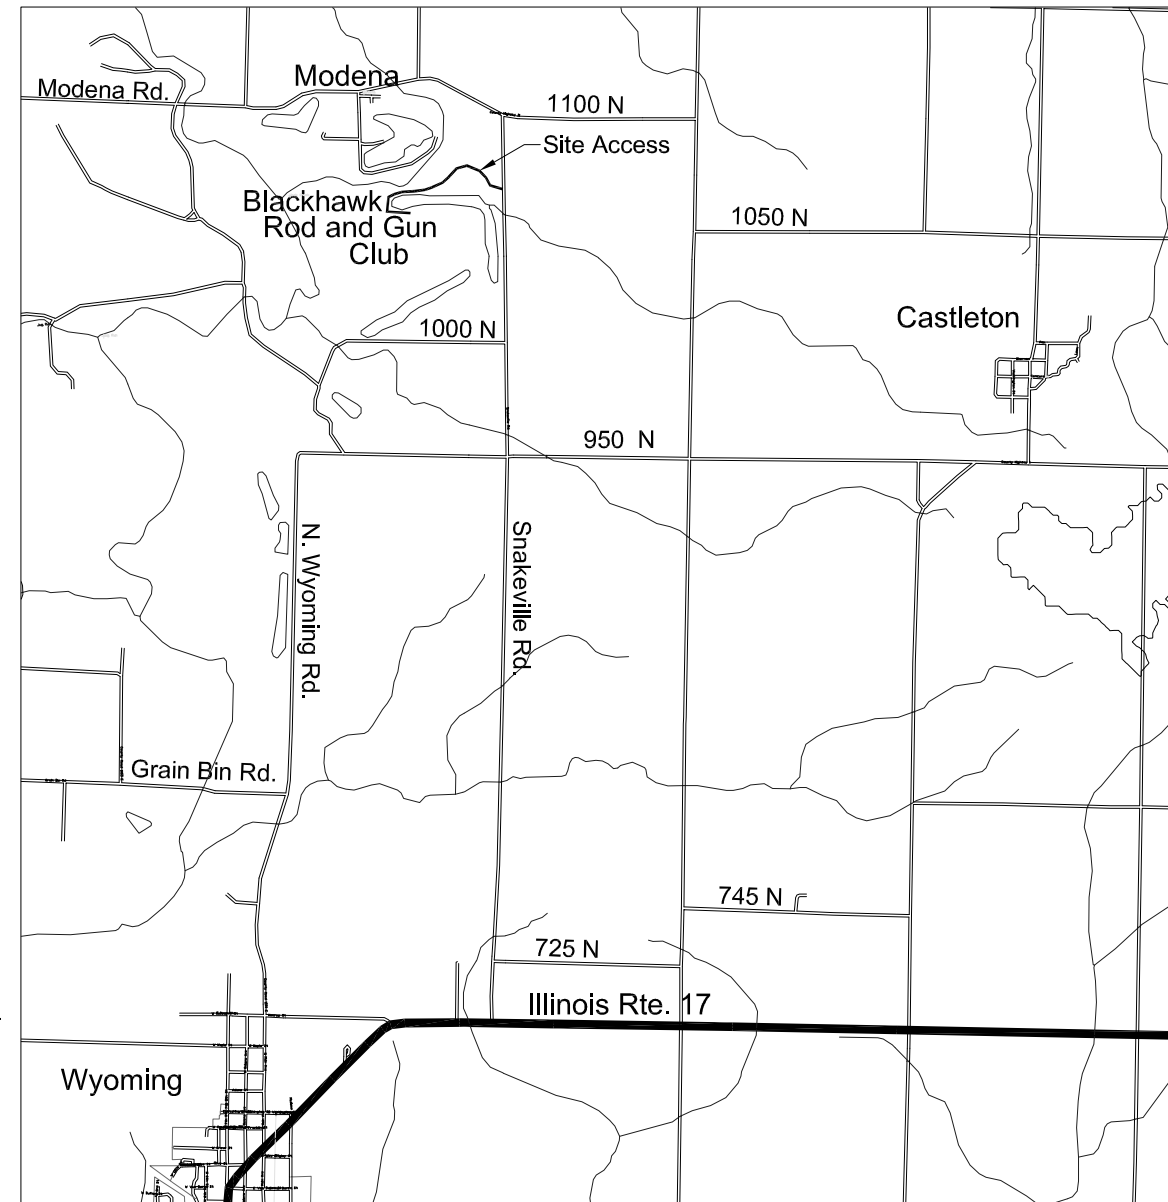 Modena
Modena Rd.
1100 N
Site Access
Blackhawk
Rod and Gun
Club
1050 N
Castleton
1000 N
950 N
N. Wyoming Rd.
Snakeville Rd.
Grain Bin Rd.
745 N
725 N
Illinois Rte. 17
Wyoming